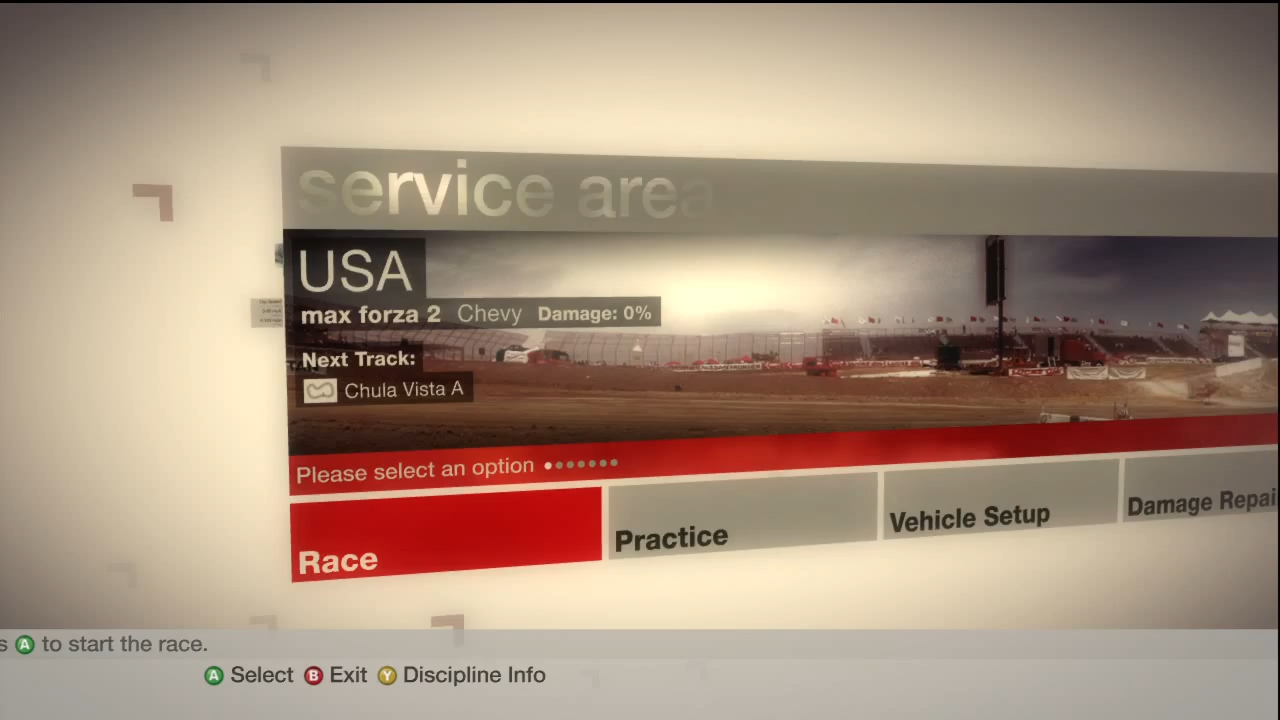 service area
USA
max forza 2 Chevy Damage: 0%
Next Track:
Chula Vista A
Please select an option
Race
Practice
Vehicle Setup
Damage Repai
s A to start the race.
A Select B Exit Y Discipline Info